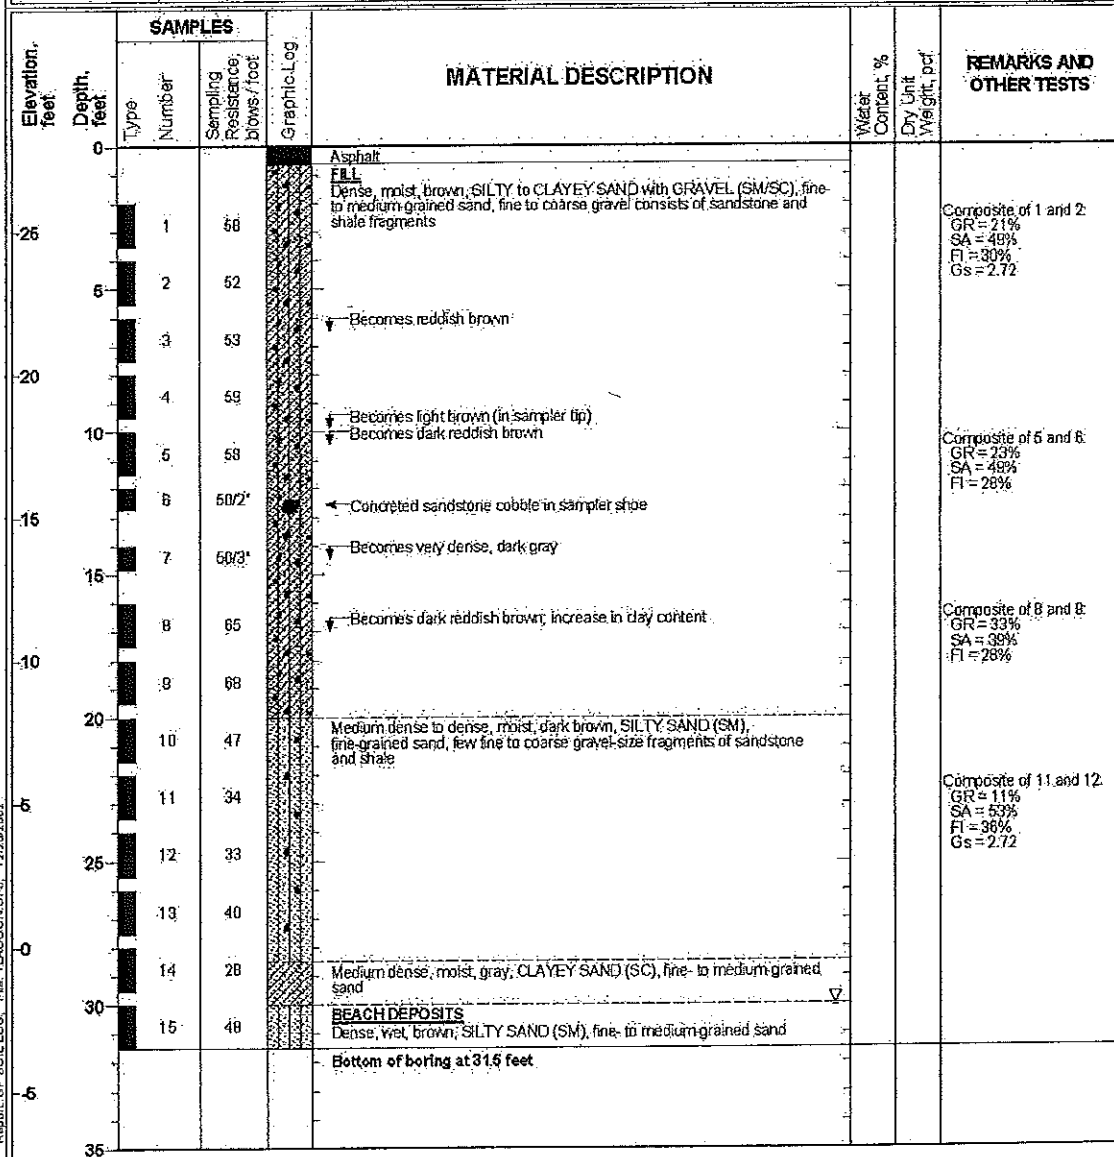 SAMPLES
Elevation, feet
Depth, feet
Type
Number
Sampling Resistance, blows / foot
Graphic Log
MATERIAL DESCRIPTION
Water Content, %
Dry Unit Weight, pcf
REMARKS AND OTHER TESTS
0
Asphalt
FILL
Dense, moist, brown, SILTY to CLAYEY SAND with GRAVEL (SM/SC), fine-
to medium-grained sand, fine to coarse gravel consists of sandstone and
shale fragments
Composite of 1 and 2:
GR = 21%
SA = 49%
FI = 30%
Gs = 2.72
-25
1
2 52
5
Becomes reddish brown
3 53
-20
4 59
Becomes light brown (in sampler tip)
10
Becomes dark reddish brown
Composite of 5 and 6:
GR = 23%
SA = 49%
FI = 28%
5 58
6 50/2"
Concreted sandstone cobble in sampler shoe
-15
7 50/3"
Becomes very dense, dark gray
15
Composite of 8 and
GR = 33%
SA = 39%
FI = 28%
8 65
Becomes dark reddish brown; increase in clay content
-10
9 68
20
Medium dense to dense, moist, dark brown, SILTY SAND (SM),
fine-grained sand, few fine to coarse gravel-size fragments of sandstone
and shale
10 47
Composite of 11 and 12:
GR = 11%
SA = 53%
FI = 36%
Gs = 2.72
-5
11 34
12 33
25
13 40
-0
14 28
Medium dense, moist, gray, CLAYEY SAND (SC), fine- to medium-grained
sand
30
BEACH DEPOSITS
15 48
Dense, wet, brown, SILTY SAND (SM), fine- to medium-grained sand
Bottom of boring at 31.5 feet
--5
35